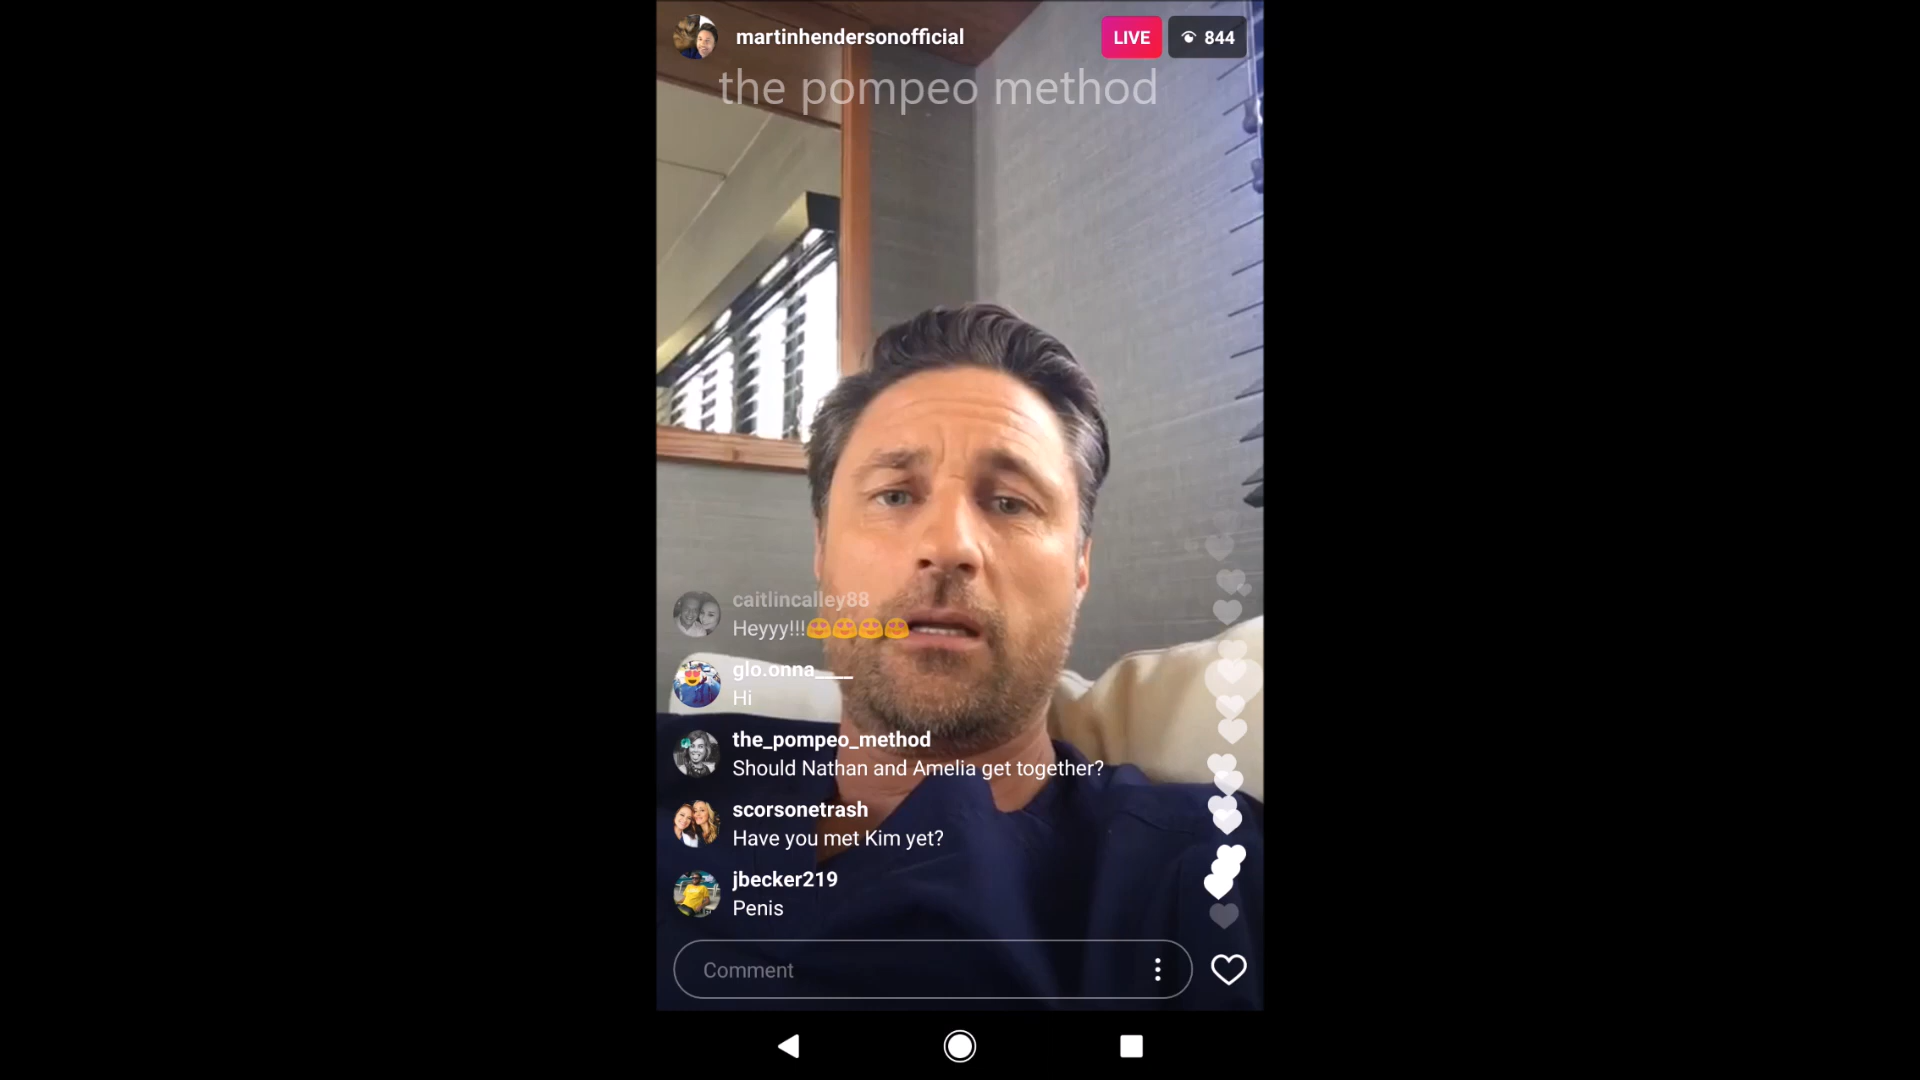 martinhendersonofficial LIVE 844
the pompeo method
caitlincalley88
Heyyy!!!😍😍😍😍
glo.onna____
Hi
the_pompeo_method
Should Nathan and Amelia get together?
scorsonetrash
Have you met Kim yet?
jbecker219
Penis
Comment